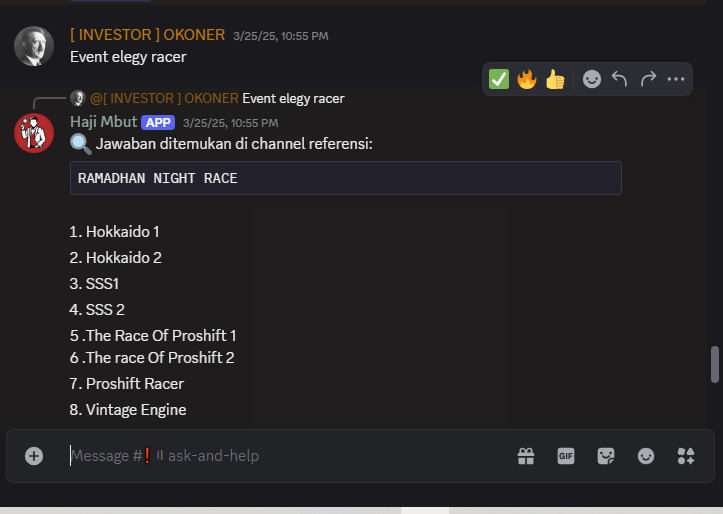 [ INVESTOR ] OKONER 3/25/25, 10:55 PM
Event elegy racer
@[ INVESTOR ] OKONER Event elegy racer
Haji Mbut APP 3/25/25, 10:55 PM
Jawaban ditemukan di channel referensi:
RAMADHAN NIGHT RACE
1. Hokkaido 1
2. Hokkaido 2
3. SSS1
4. SSS 2
5 .The Race Of Proshift 1
6 .The race Of Proshift 2
7. Proshift Racer
8. Vintage Engine
Message #❗〢ask-and-help
GIF